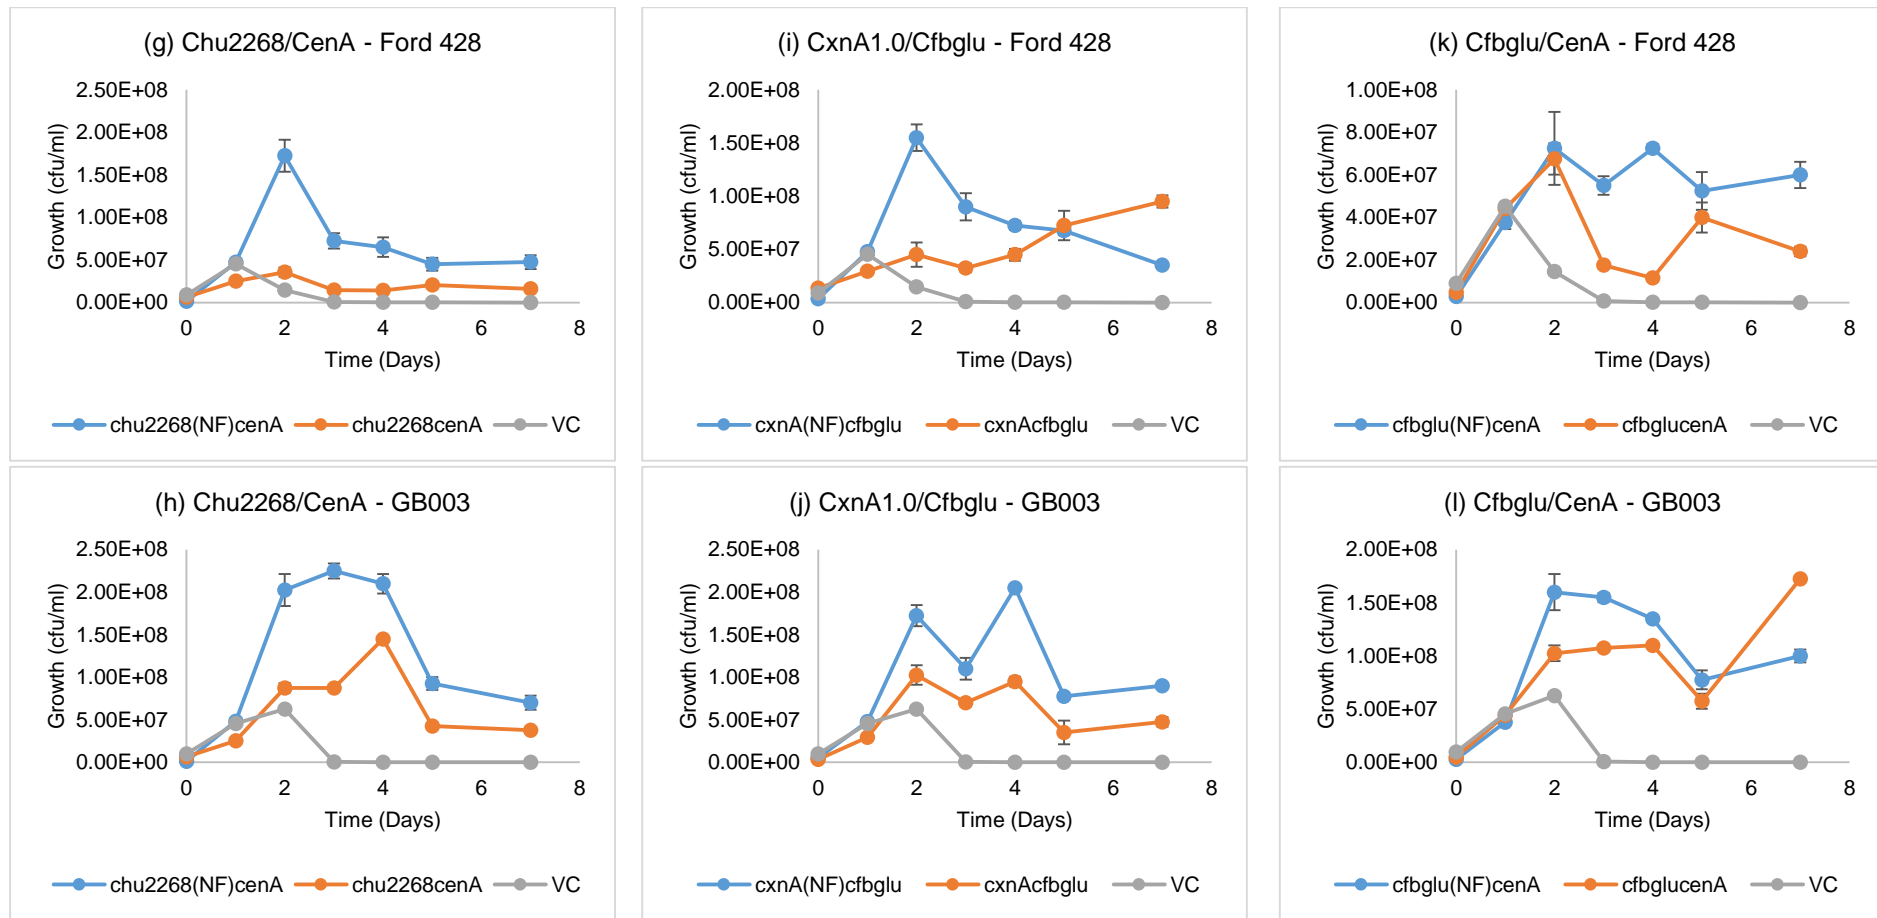 (g) Chu2268/CenA - Ford 428
2.50E+08
2.00E+08
1.50E+08
1.00E+08
5.00E+07
0.00E+00
Growth (cfu/ml)
0 2 4 6 8
Time (Days)
chu2268(NF)cenA chu2268cenA VC
(i) CxnA1.0/Cfbglu - Ford 428
2.00E+08
1.50E+08
1.00E+08
5.00E+07
0.00E+00
Growth (cfu/ml)
0 2 4 6 8
Time (Days)
cxnA(NF)cfbglu cxnAcfbglu VC
(k) Cfbglu/CenA - Ford 428
1.00E+08
8.00E+07
6.00E+07
4.00E+07
2.00E+07
0.00E+00
Growth (cfu/ml)
0 2 4 6 8
Time (Days)
cfbglu(NF)cenA cfbglucenA VC
(h) Chu2268/CenA - GB003
2.50E+08
2.00E+08
1.50E+08
1.00E+08
5.00E+07
0.00E+00
Growth (cfu/ml)
0 2 4 6 8
Time (Days)
chu2268(NF)cenA chu2268cenA VC
(j) CxnA1.0/Cfbglu - GB003
2.50E+08
2.00E+08
1.50E+08
1.00E+08
5.00E+07
0.00E+00
Growth (cfu/ml)
0 2 4 6 8
Time (Days)
cxnA(NF)cfbglu cxnAcfbglu VC
(l) Cfbglu/CenA - GB003
2.00E+08
1.50E+08
1.00E+08
5.00E+07
0.00E+00
Growth (cfu/ml)
0 2 4 6 8
Time (Days)
cfbglu(NF)cenA cfbglucenA VC